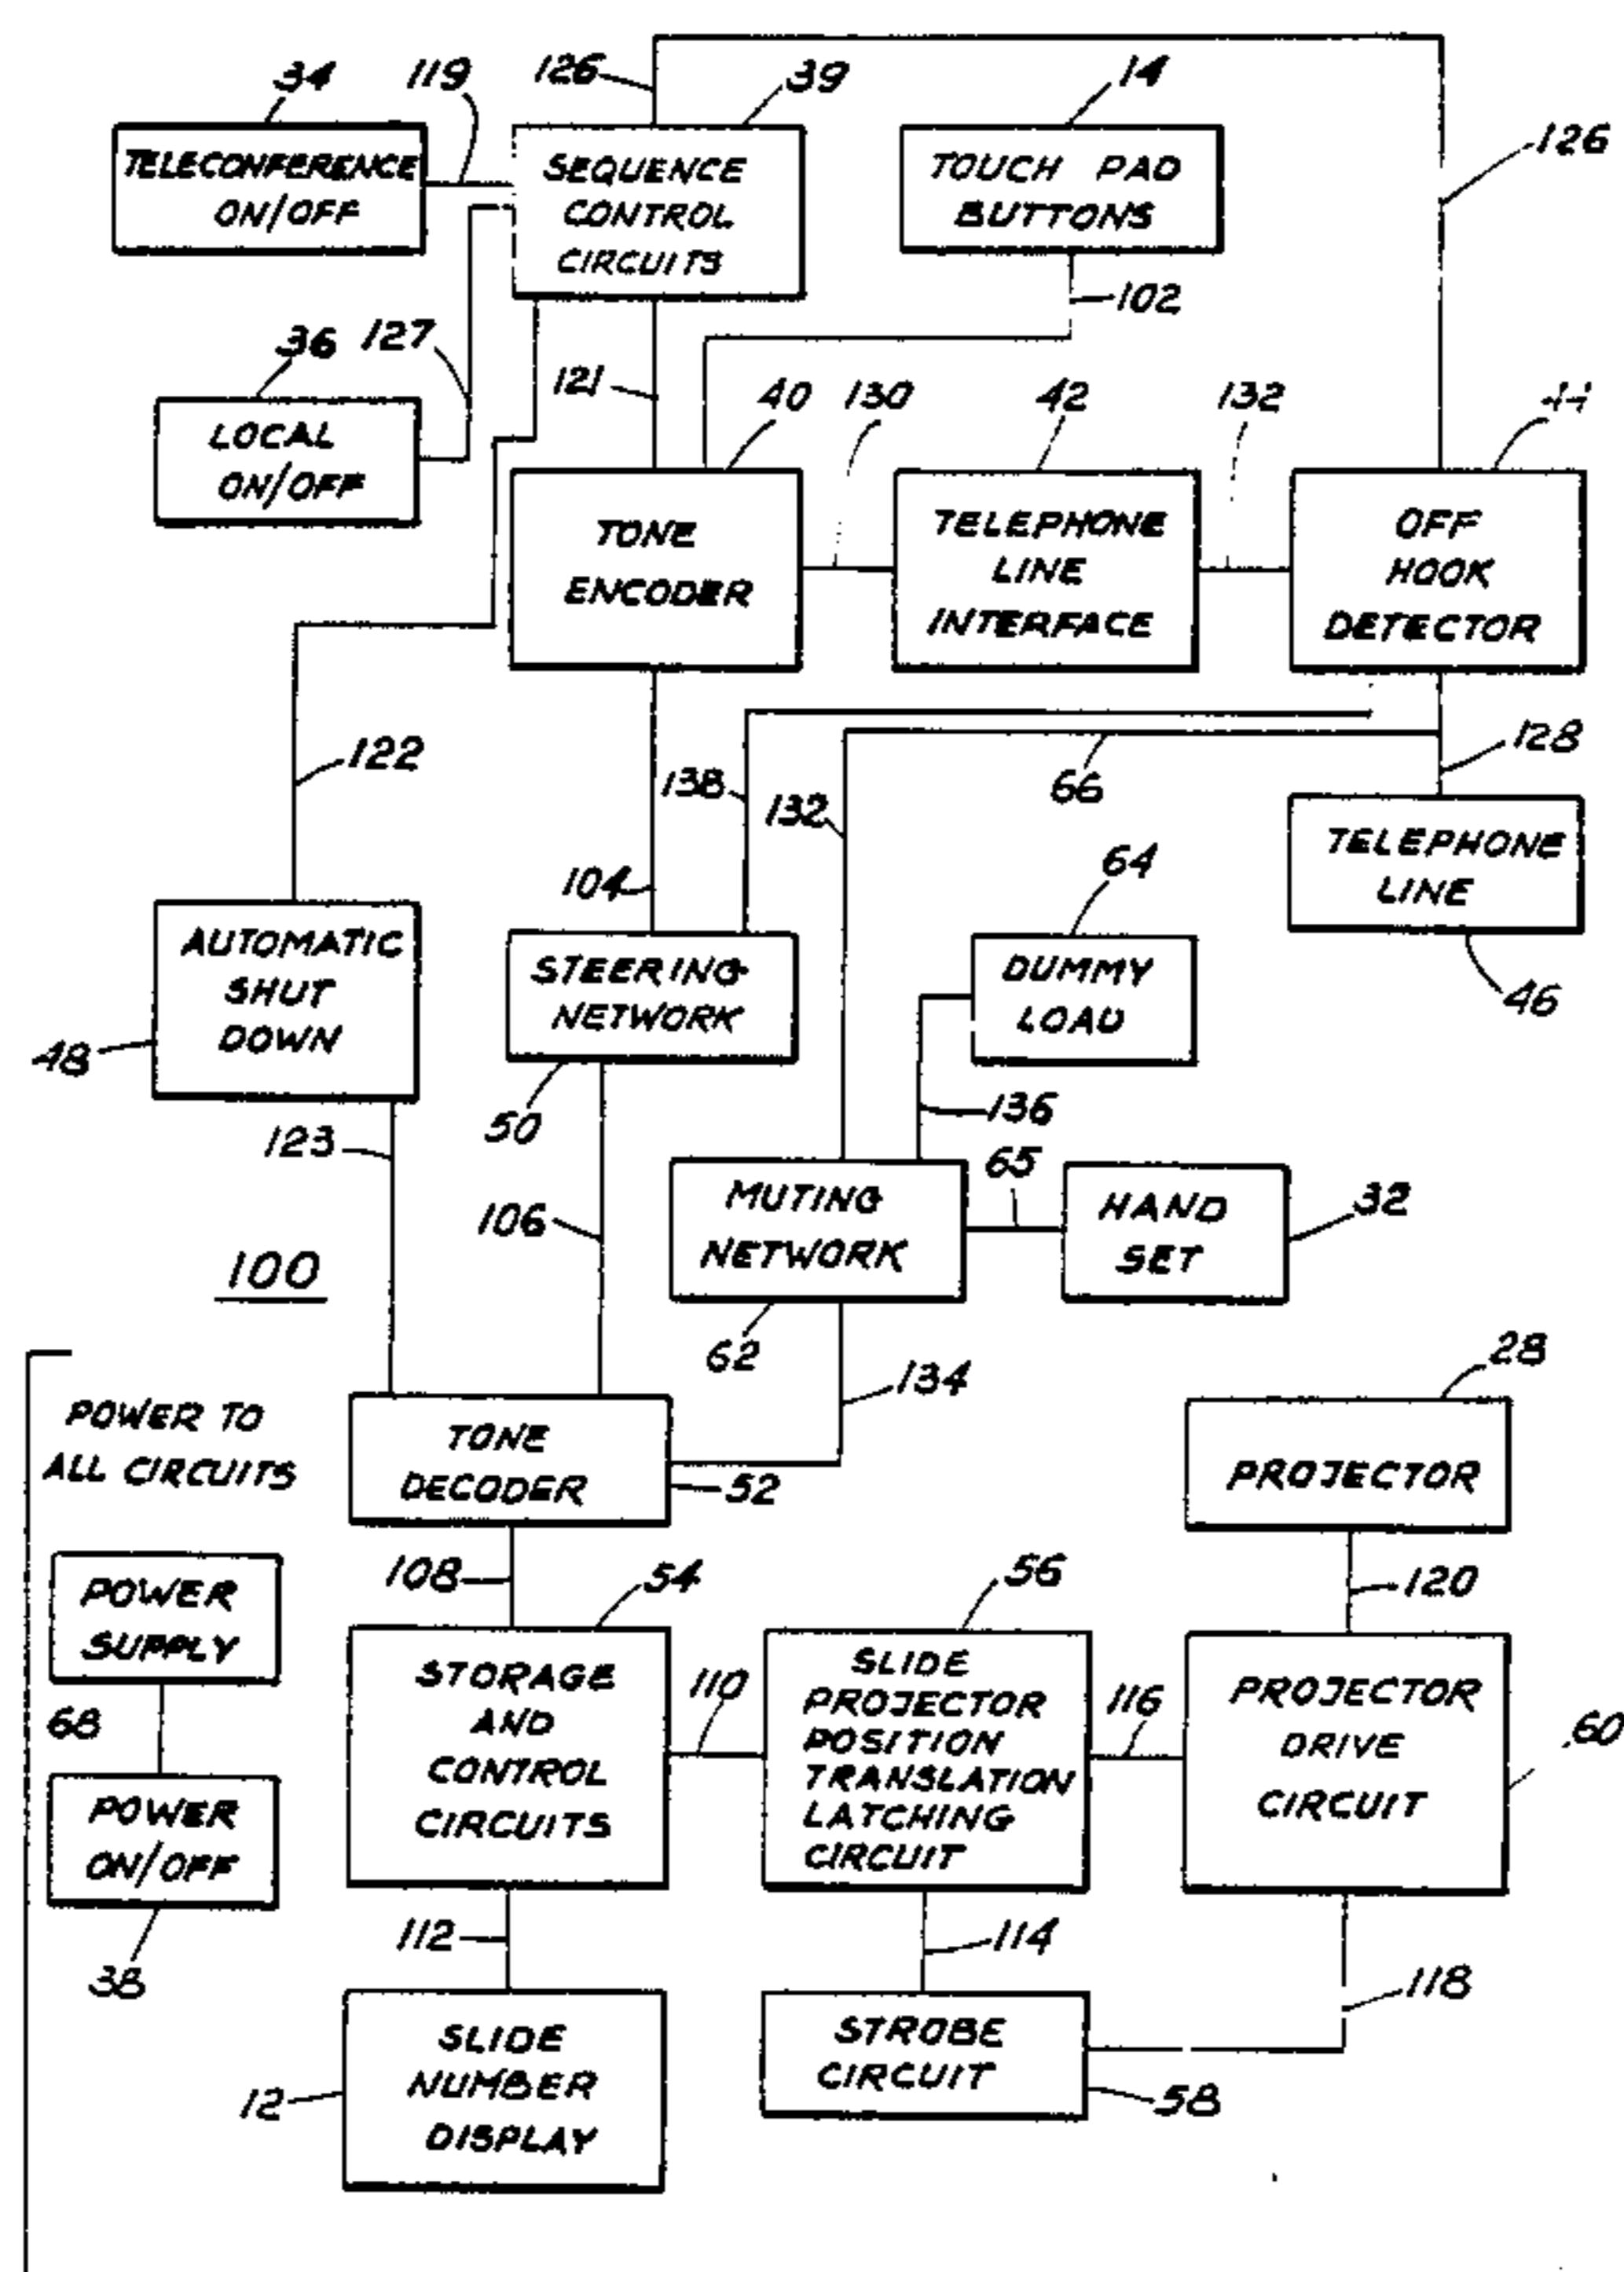 126
39
14
34
119
TELECONFERENCE
ON/OFF
SEQUENCE
CONTROL
CIRCUITS
TOUCH PAD
BUTTONS
126
102
36
127
LOCAL
ON/OFF
121
40
130
42
132
TONE
ENCODER
TELEPHONE
LINE
INTERFACE
OFF
HOOK
DETECTOR
122
138
132
66
128
TELEPHONE
LINE
46
104
64
AUTOMATIC
SHUT
DOWN
48
STEERING
NETWORK
50
DUMMY
LOAD
136
123
106
MUTING
NETWORK
62
65
HAND
SET
32
100
134
28
POWER TO
ALL CIRCUITS
TONE
DECODER
52
PROJECTOR
108
54
56
120
POWER
SUPPLY
68
POWER
ON/OFF
38
STORAGE
AND
CONTROL
CIRCUITS
110
SLIDE
PROJECTOR
POSITION
TRANSLATION
LATCHING
CIRCUIT
116
PROJECTOR
DRIVE
CIRCUIT
60
112
114
118
SLIDE
NUMBER
DISPLAY
12
STROBE
CIRCUIT
58